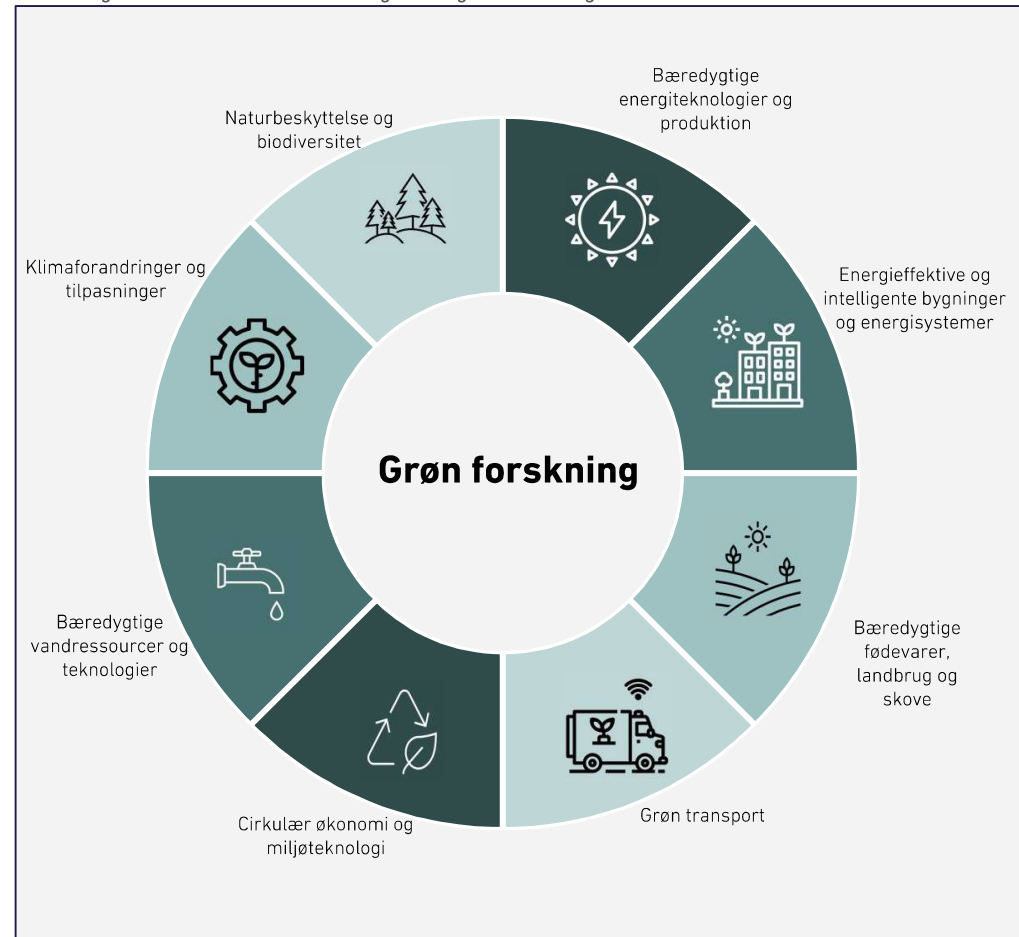 Bæredygtige
energiteknologier og
produktion
Naturbeskyttelse og
biodiversitet
Klimaforandringer og
tilpasninger
Energieffektive og
intelligente bygninger
og energisystemer
Grøn forskning
Bæredygtige
vandressourcer og
teknologier
Bæredygtige
fødevarer,
landbrug og
skove
Cirkulær økonomi og
miljøteknologi
Grøn transport